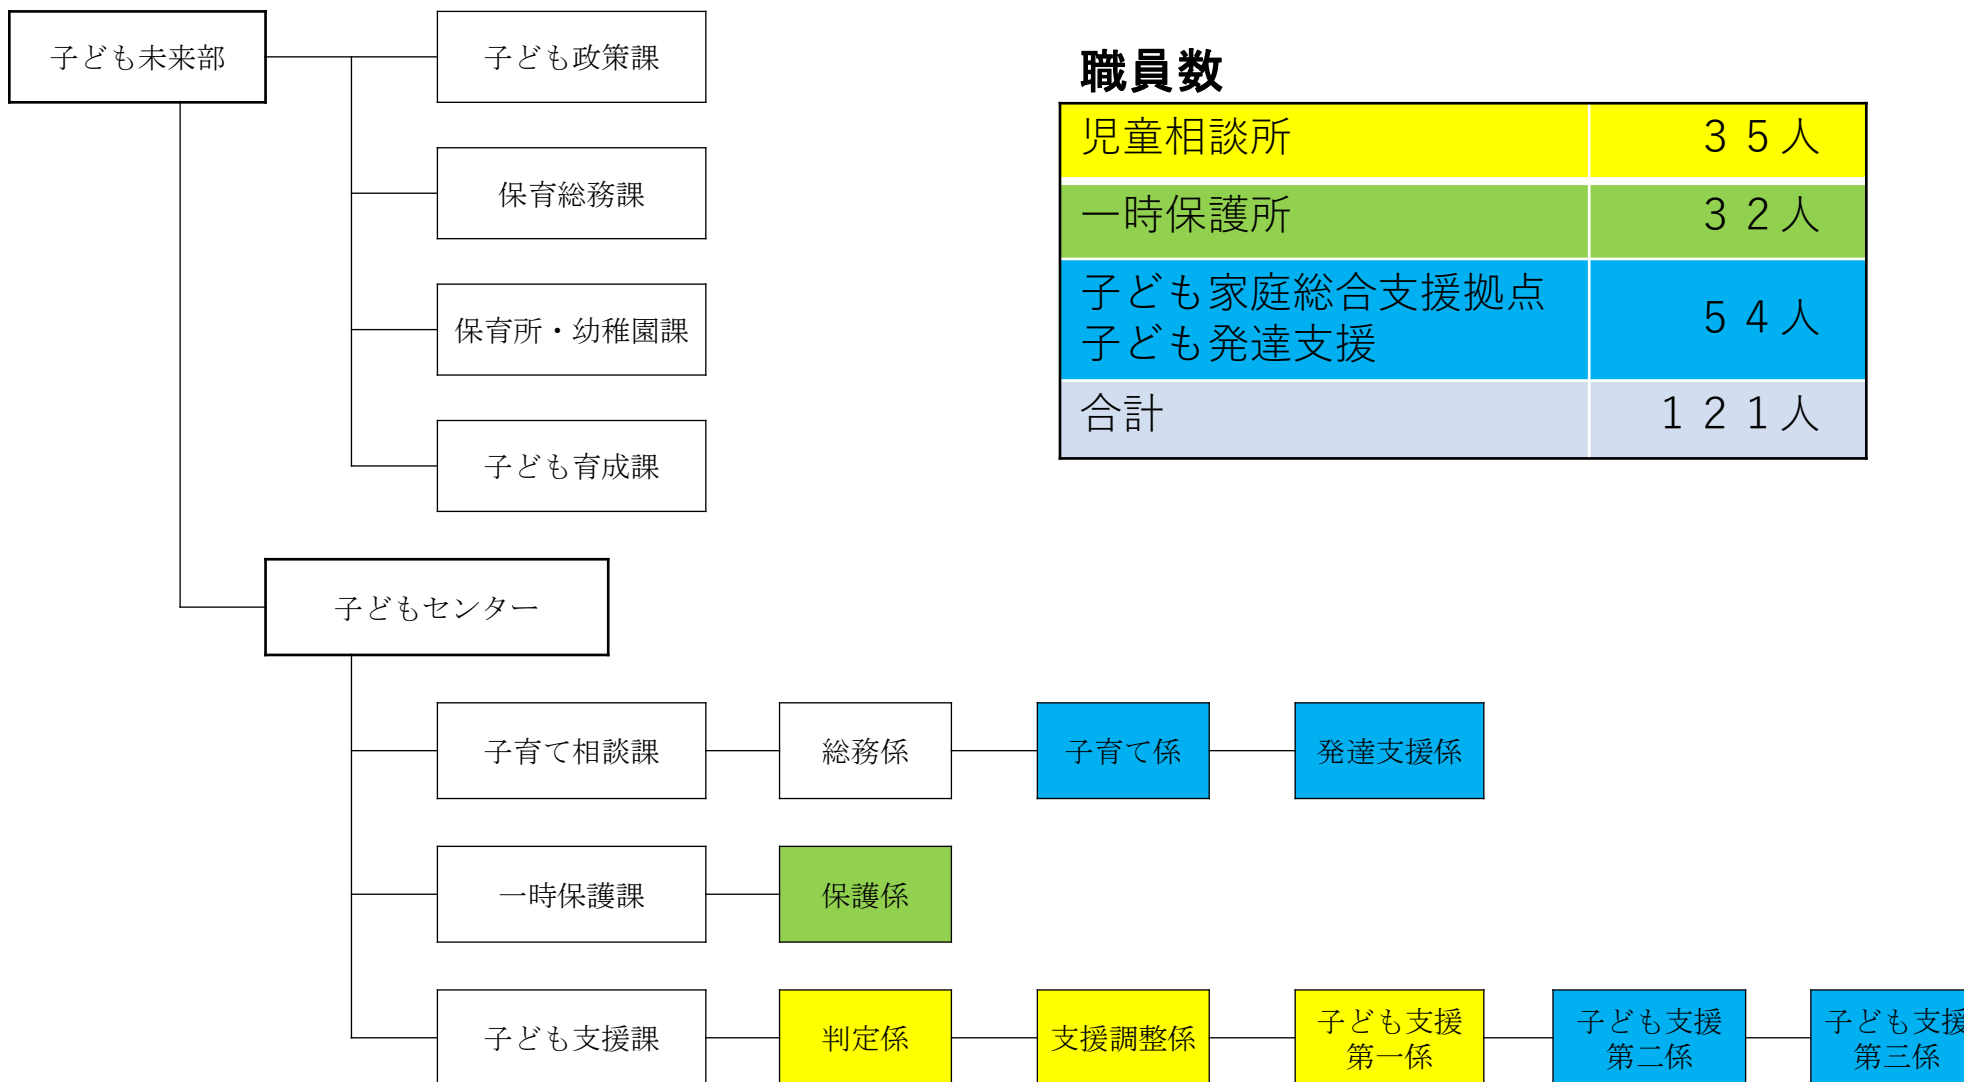 子ども未来部
子ども政策課
保育総務課
保育所・幼稚園課
子ども育成課
職員数
児童相談所 ３５人
一時保護所 ３２人
子ども家庭総合支援拠点
子ども発達支援
５４人
合計 １２１人
子どもセンター
子育て相談課
総務係
子育て係
発達支援係
一時保護課
保護係
子ども支援課
判定係
支援調整係
子ども支援
第一係
子ども支援
第二係
子ども支援
第三係